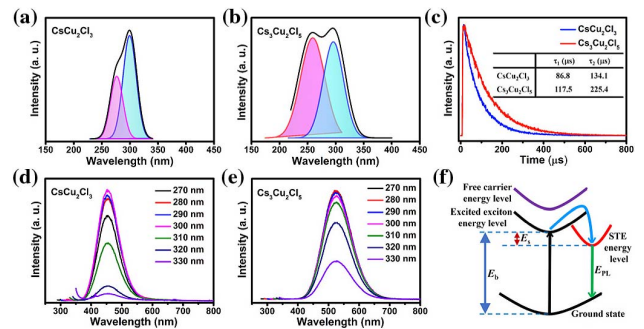 (a)
CsCu2Cl3
Intensity (a. u.)
150 200 250 300 350 400 450
Wavelength (nm)
(b)
Cs3Cu2Cl5
Intensity (a. u.)
150 200 250 300 350 400 450
Wavelength (nm)
(c)
CsCu2Cl3
Cs3Cu2Cl5
τ1 (μs) τ2 (μs)
CsCu2Cl3 86.8 134.1
Cs3Cu2Cl5 117.5 225.4
Intensity (a. u.)
0 200 400 600 800
Time (μs)
(d)
CsCu2Cl3
270 nm
280 nm
290 nm
300 nm
310 nm
320 nm
330 nm
Intensity (a. u.)
300 400 500 600 700 800
Wavelength (nm)
(e)
Cs3Cu2Cl5
270 nm
280 nm
290 nm
300 nm
310 nm
320 nm
330 nm
Intensity (a. u.)
300 400 500 600 700 800
Wavelength (nm)
(f)
Free carrier
energy level
Excited exciton
energy level
Es
STE
energy
level
Eb
EPL
Ground state